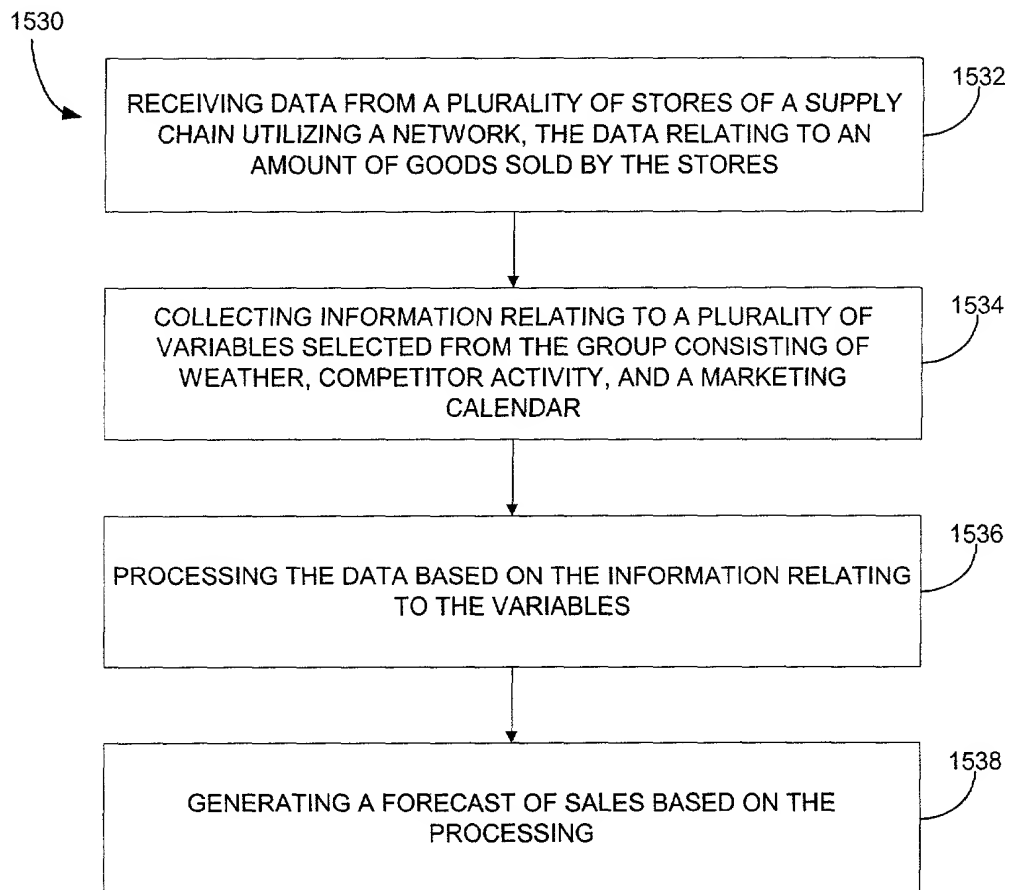 1530
1532
RECEIVING DATA FROM A PLURALITY OF STORES OF A SUPPLY
CHAIN UTILIZING A NETWORK, THE DATA RELATING TO AN
AMOUNT OF GOODS SOLD BY THE STORES
1534
COLLECTING INFORMATION RELATING TO A PLURALITY OF
VARIABLES SELECTED FROM THE GROUP CONSISTING OF
WEATHER, COMPETITOR ACTIVITY, AND A MARKETING
CALENDAR
1536
PROCESSING THE DATA BASED ON THE INFORMATION RELATING
TO THE VARIABLES
1538
GENERATING A FORECAST OF SALES BASED ON THE
PROCESSING